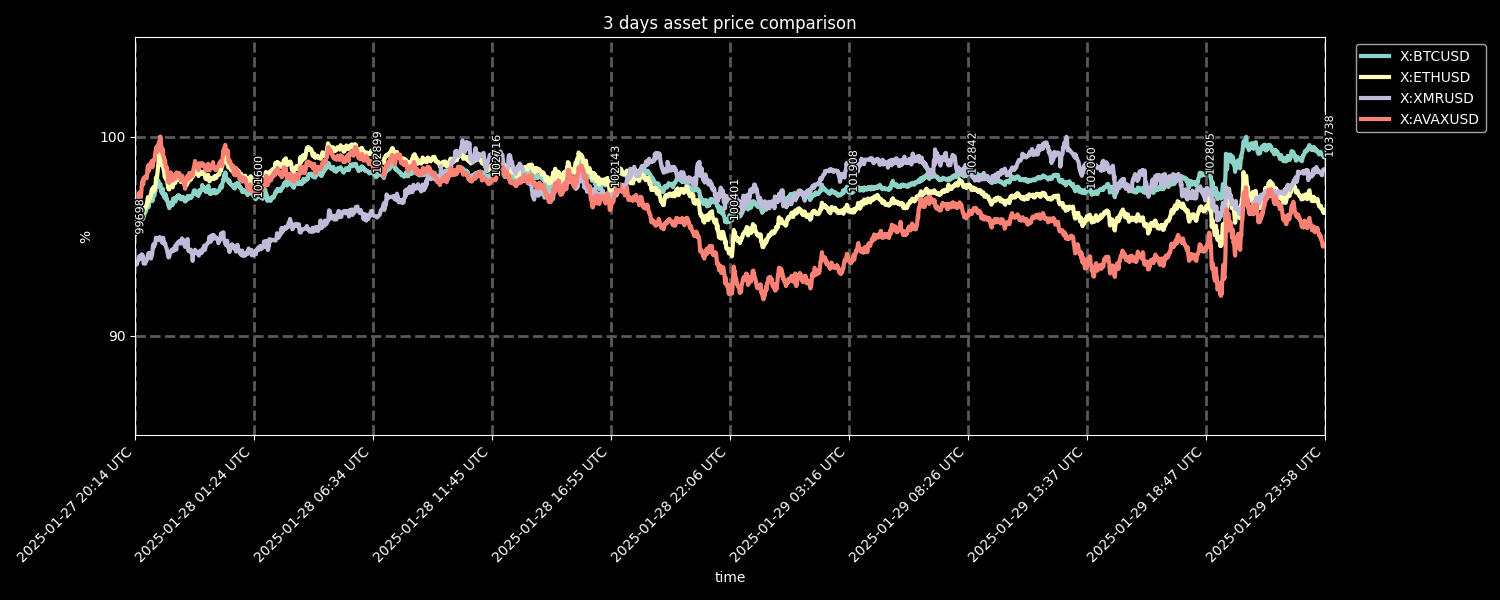 3 days asset price comparison
X:BTCUSD
X:ETHUSD
X:XMRUSD
X:AVAXUSD
100
90
%
99698
101600
102899
102716
102143
100401
101908
102842
102060
102805
103738
2025-01-27 20:14 UTC
2025-01-28 01:24 UTC
2025-01-28 06:34 UTC
2025-01-28 11:45 UTC
2025-01-28 16:55 UTC
2025-01-28 22:06 UTC
2025-01-29 03:16 UTC
2025-01-29 08:26 UTC
2025-01-29 13:37 UTC
2025-01-29 18:47 UTC
2025-01-29 23:58 UTC
time